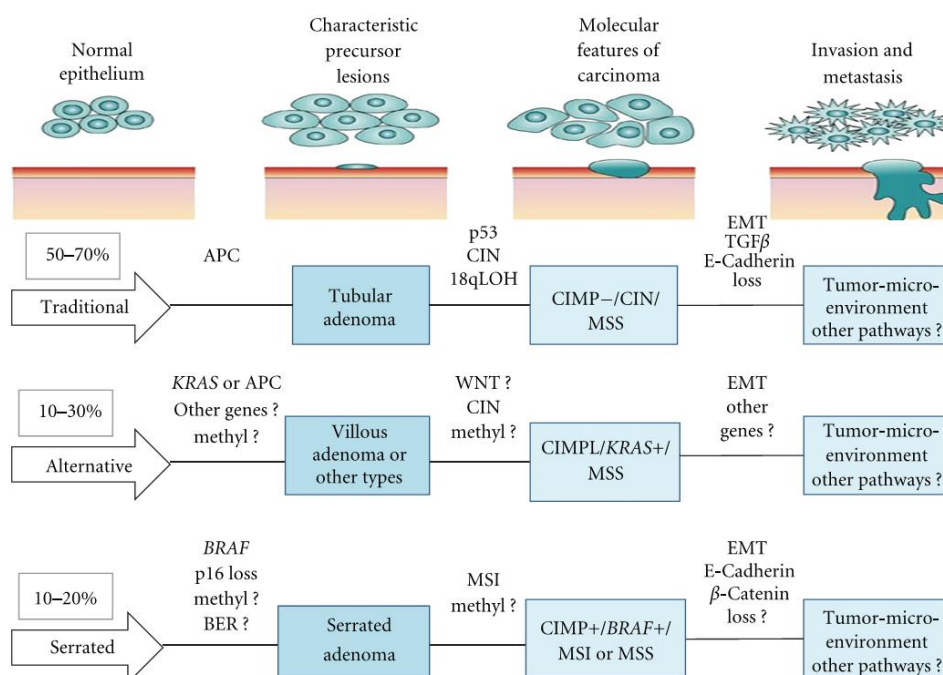 Normal
epithelium
Characteristic
precursor
lesions
Molecular
features of
carcinoma
Invasion and
metastasis
50–70%
Traditional
APC
Tubular
adenoma
p53
CIN
18qLOH
CIMP−/CIN/
MSS
EMT
TGFβ
E-Cadherin
loss
Tumor-micro-
environment
other pathways ?
10–30%
Alternative
KRAS or APC
Other genes ?
methyl ?
Villous
adenoma or
other types
WNT ?
CIN
methyl ?
CIMPL/KRAS+/
MSS
EMT
other
genes ?
Tumor-micro-
environment
other pathways ?
10–20%
Serrated
BRAF
p16 loss
methyl ?
BER ?
Serrated
adenoma
MSI
methyl ?
CIMP+/BRAF+/
MSI or MSS
EMT
E-Cadherin
β-Catenin
loss ?
Tumor-micro-
environment
other pathways ?